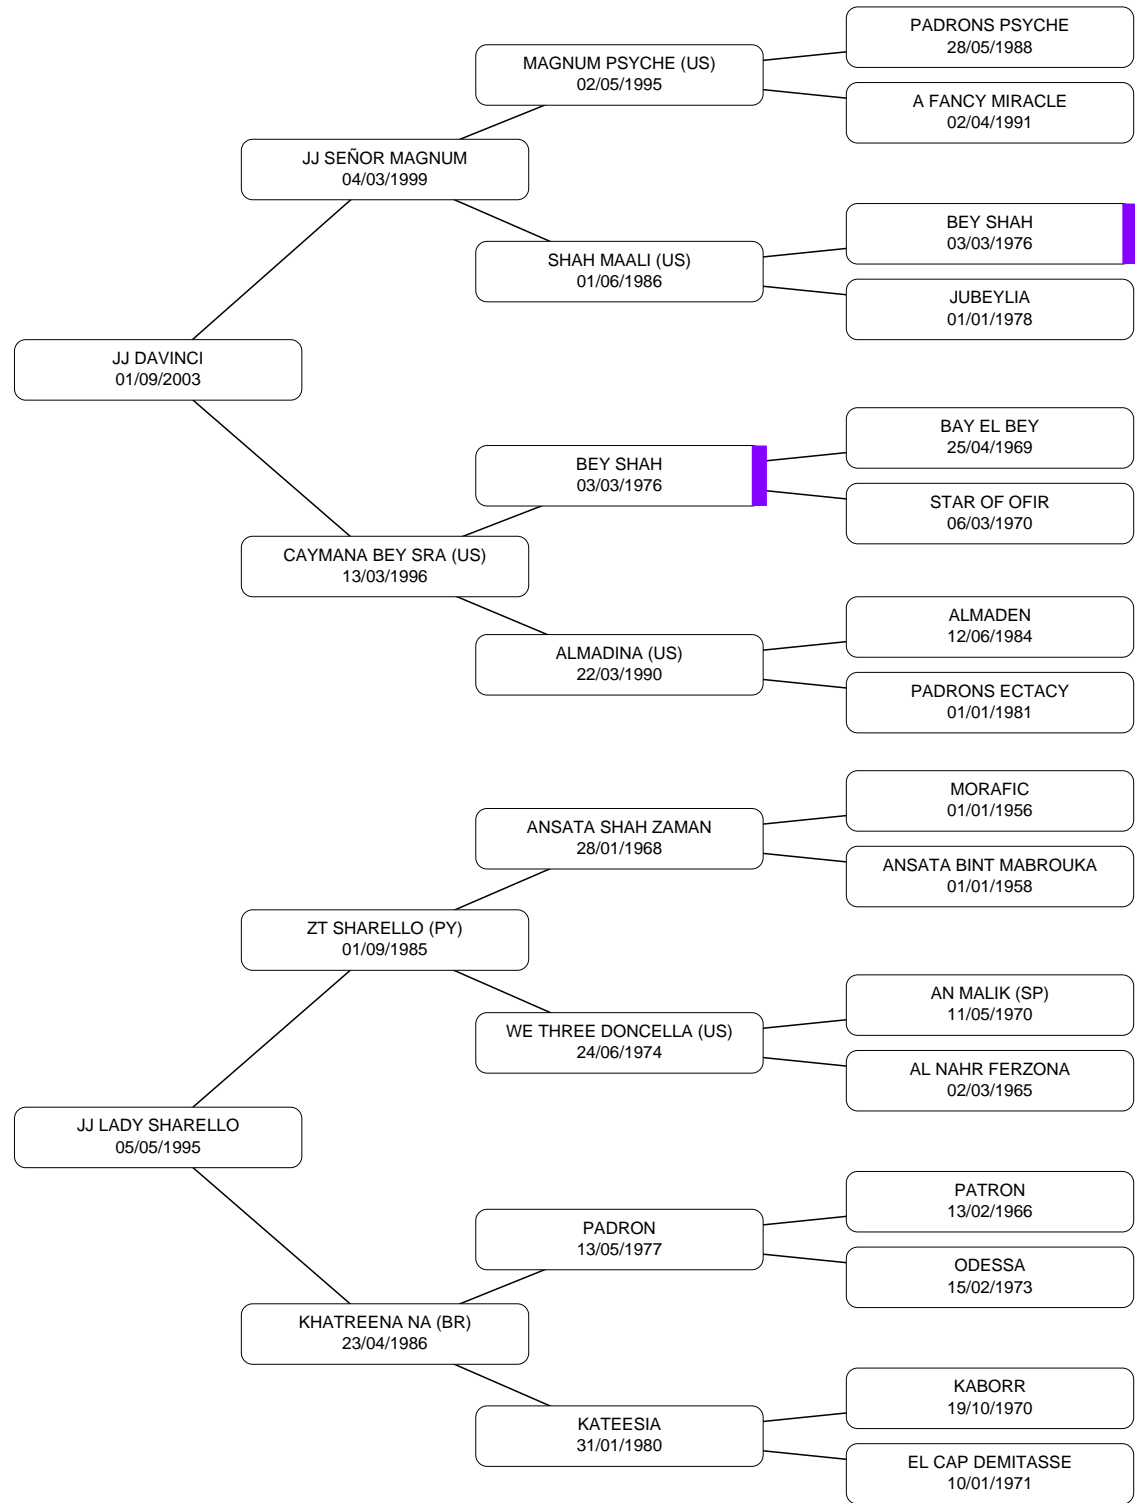 PADRONS PSYCHE
28/05/1988
MAGNUM PSYCHE (US)
02/05/1995
A FANCY MIRACLE
02/04/1991
JJ SEÑOR MAGNUM
04/03/1999
BEY SHAH
03/03/1976
SHAH MAALI (US)
01/06/1986
JUBEYLIA
01/01/1978
JJ DAVINCI
01/09/2003
BAY EL BEY
25/04/1969
BEY SHAH
03/03/1976
STAR OF OFIR
06/03/1970
CAYMANA BEY SRA (US)
13/03/1996
ALMADEN
12/06/1984
ALMADINA (US)
22/03/1990
PADRONS ECTACY
01/01/1981
MORAFIC
01/01/1956
ANSATA SHAH ZAMAN
28/01/1968
ANSATA BINT MABROUKA
01/01/1958
ZT SHARELLO (PY)
01/09/1985
AN MALIK (SP)
11/05/1970
WE THREE DONCELLA (US)
24/06/1974
AL NAHR FERZONA
02/03/1965
JJ LADY SHARELLO
05/05/1995
PATRON
13/02/1966
PADRON
13/05/1977
ODESSA
15/02/1973
KHATREENA NA (BR)
23/04/1986
KABORR
19/10/1970
KATEESIA
31/01/1980
EL CAP DEMITASSE
10/01/1971